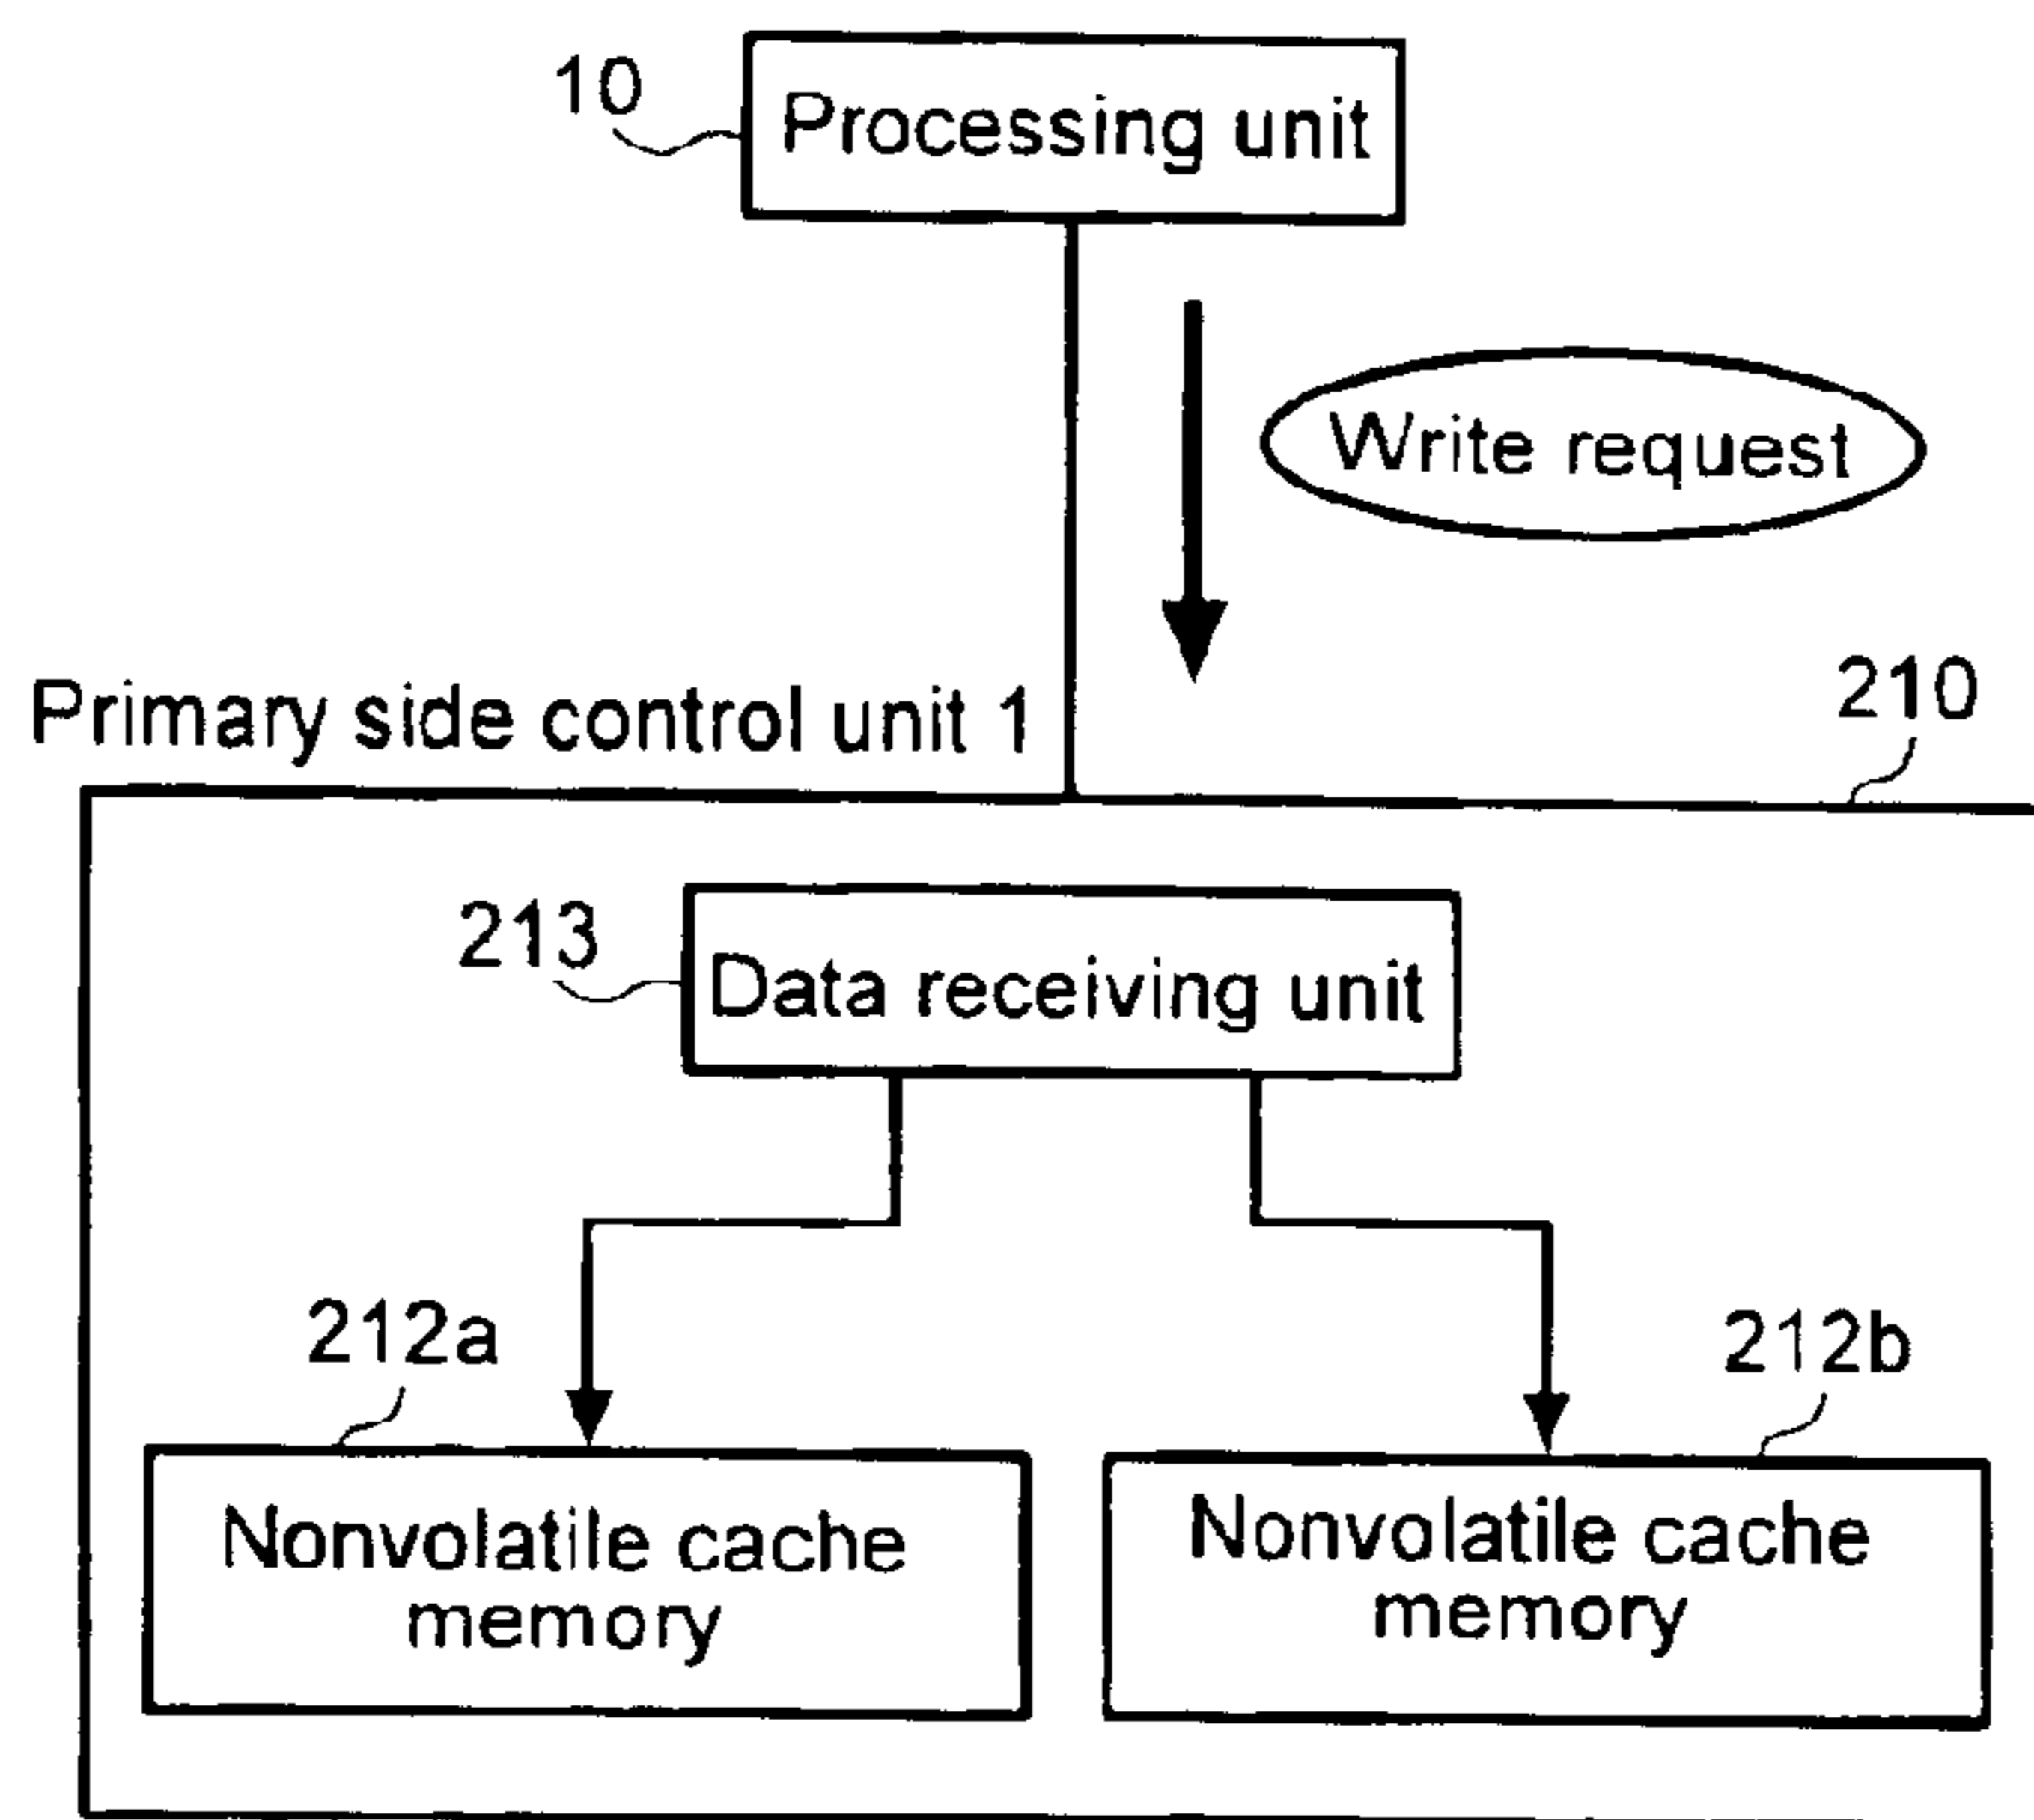 10
Processing unit
Write request
Primary side control unit 1
210
213
Data receiving unit
212a
212b
Nonvolatile cache
memory
Nonvolatile cache
memory